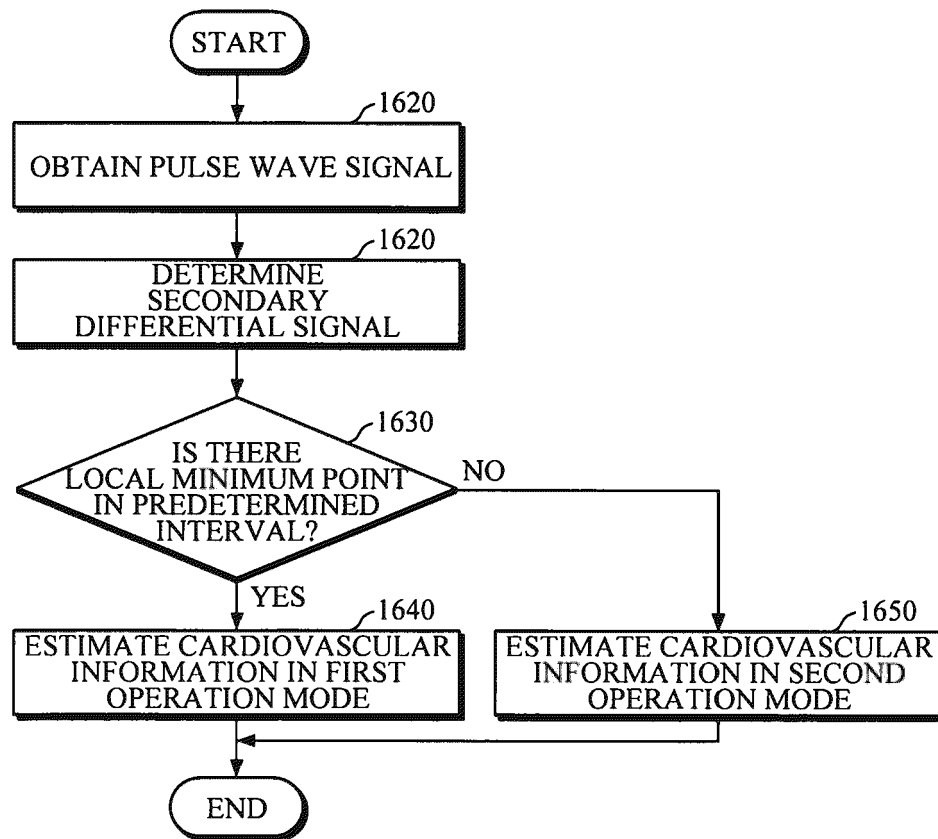 START
1620
OBTAIN PULSE WAVE SIGNAL
1620
DETERMINE
SECONDARY
DIFFERENTIAL SIGNAL
1630
IS THERE
LOCAL MINIMUM POINT
IN PREDETERMINED
INTERVAL?
NO
YES
1640
ESTIMATE CARDIOVASCULAR
INFORMATION IN FIRST
OPERATION MODE
1650
ESTIMATE CARDIOVASCULAR
INFORMATION IN SECOND
OPERATION MODE
END